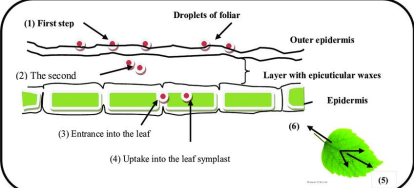 (1) First step
Droplets of foliar
Outer epidermis
(2) The second
Layer with epicuticular waxes
Epidermis
(3) Entrance into the leaf
(6)
(4) Uptake into the leaf symplast
(5)